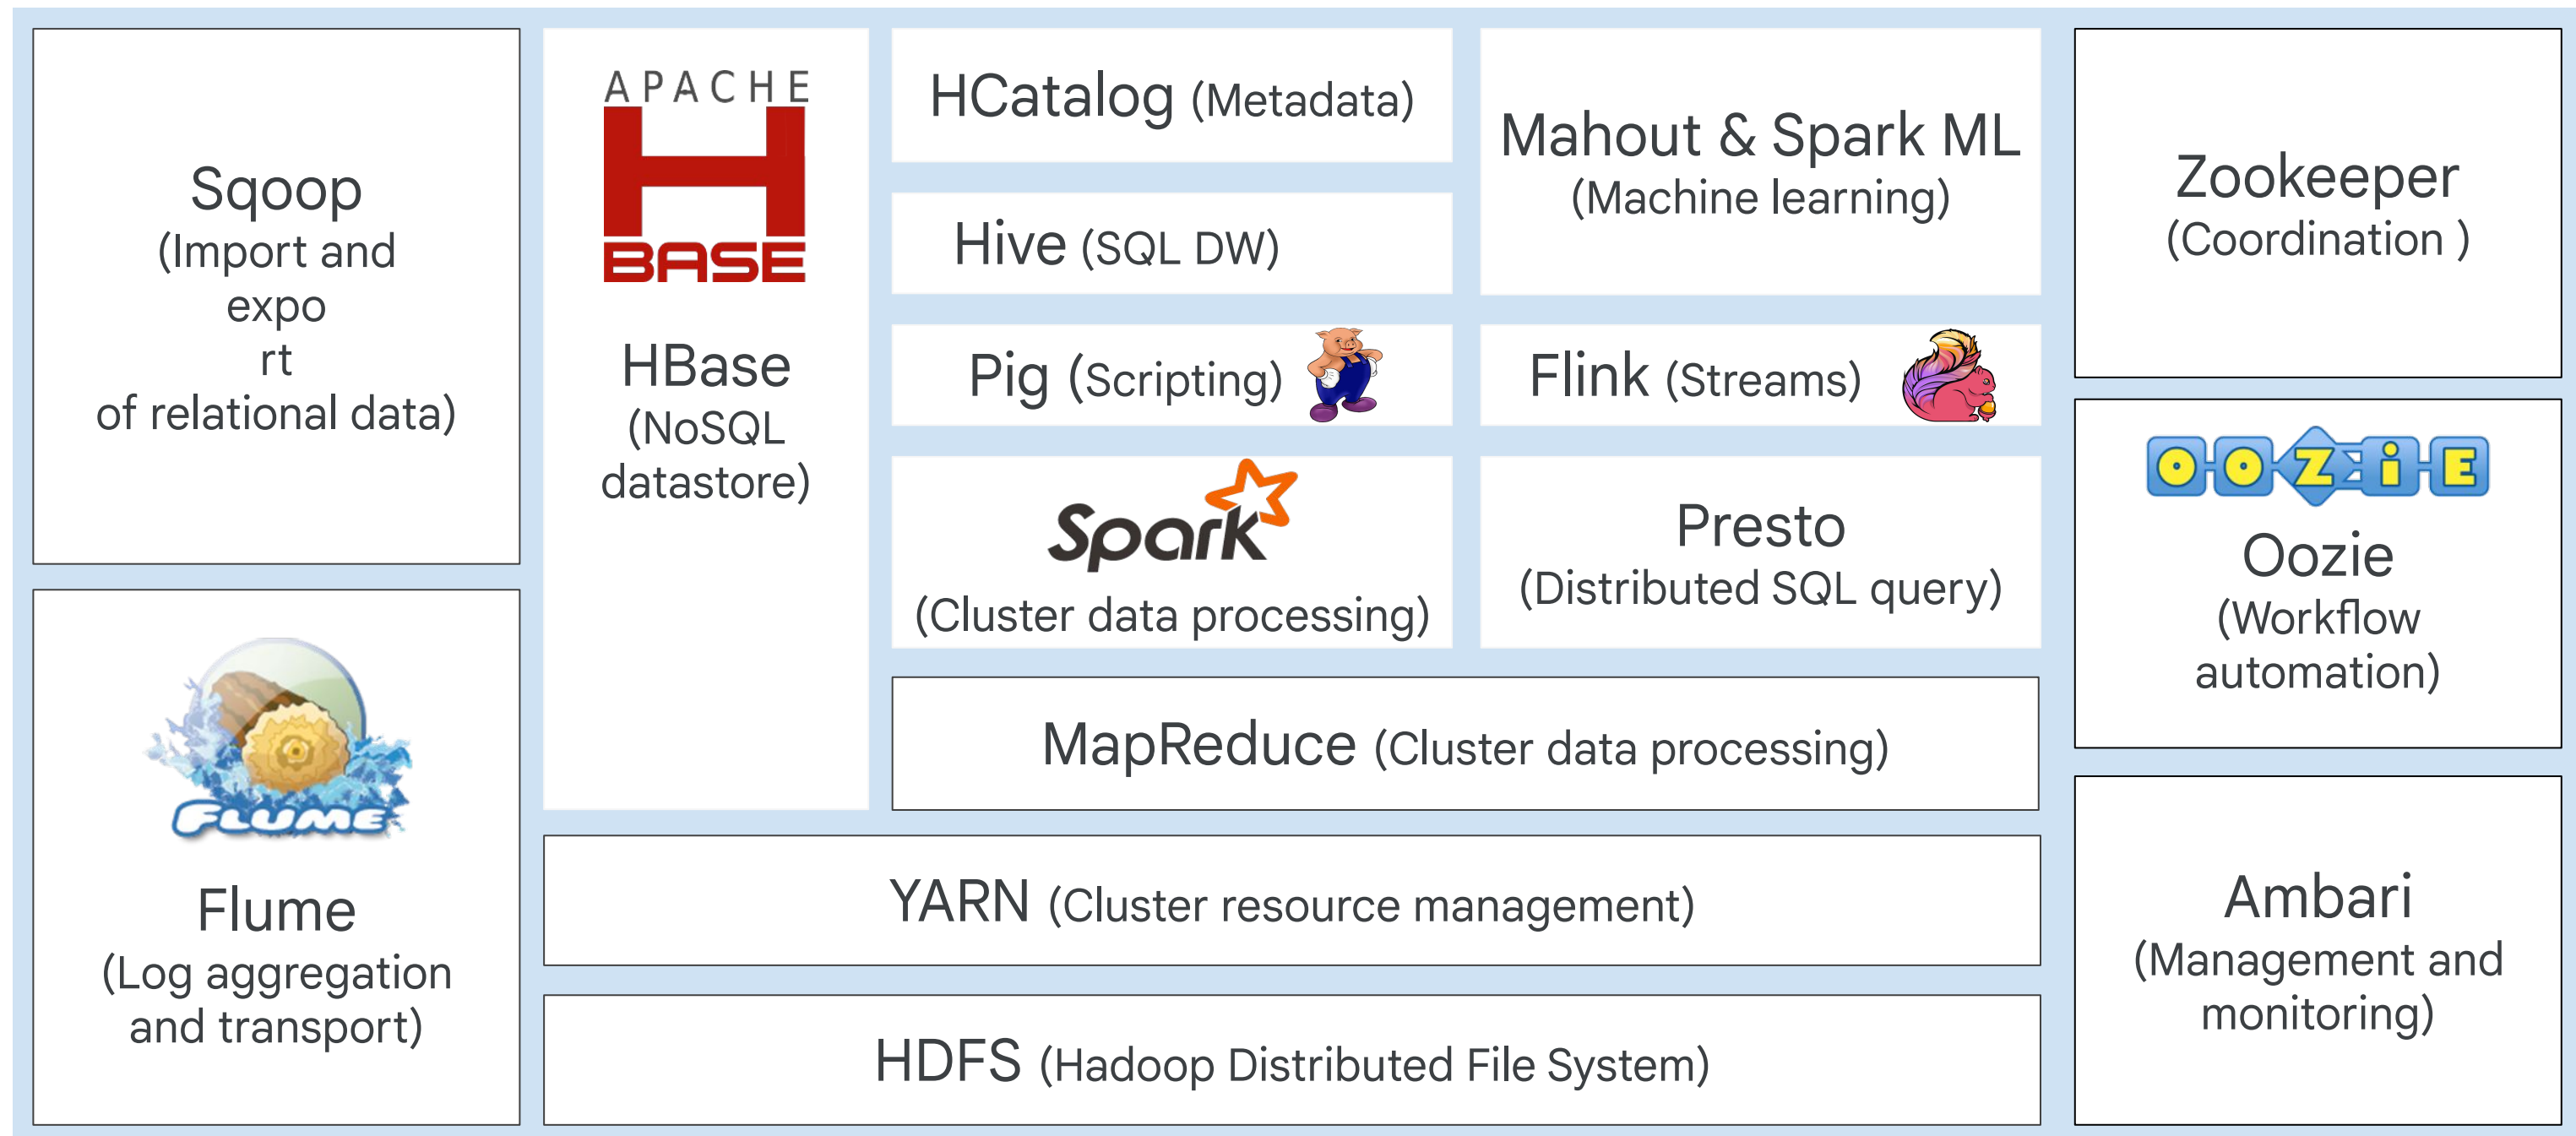 Sqoop
(Import and
expo
rt
of relational data)
FLUME
Flume
(Log aggregation
and transport)
APACHE
H
BASE
HBase
(NoSQL
datastore)
HCatalog (Metadata)
Hive (SQL DW)
Pig (Scripting)
Spark
(Cluster data processing)
Mahout & Spark ML
(Machine learning)
Flink (Streams)
Presto
(Distributed SQL query)
MapReduce (Cluster data processing)
YARN (Cluster resource management)
HDFS (Hadoop Distributed File System)
Zookeeper
(Coordination )
OOZiE
Oozie
(Workflow
automation)
Ambari
(Management and
monitoring)